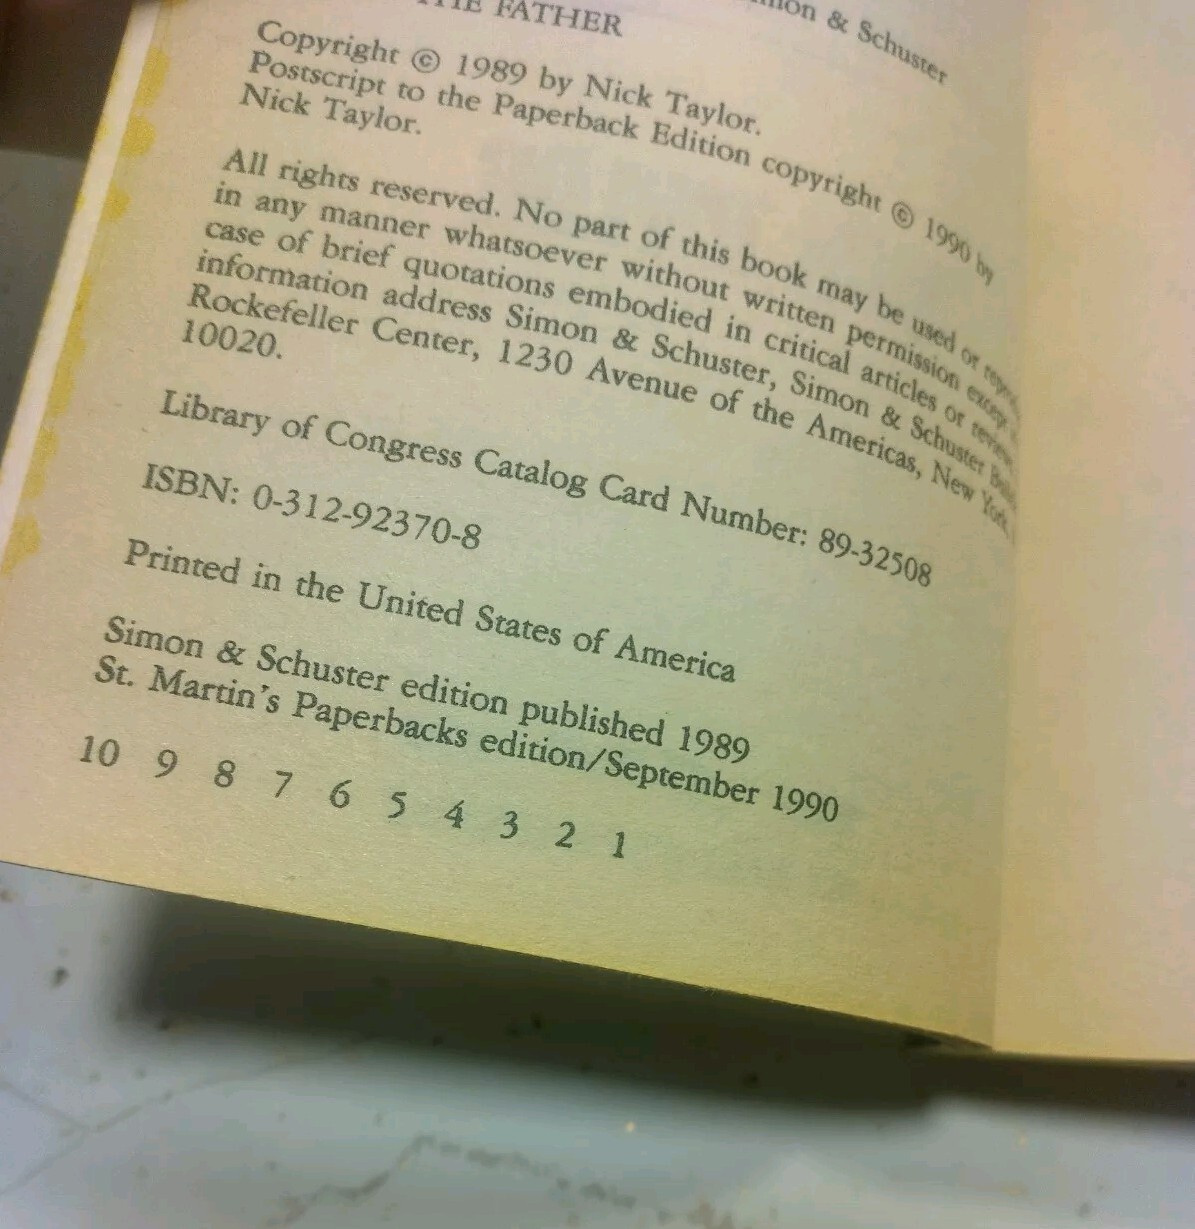 & Schuster
THE FATHER
Copyright © 1989 by Nick Taylor.
Postscript to the Paperback Edition copyright © 1990 by
Nick Taylor.
All rights reserved. No part of this book may be used or
in any manner whatsoever without written permission except
case of brief quotations embodied in critical articles or
information address Simon & Schuster, Simon & Schuster
Rockefeller Center, 1230 Avenue of the Americas, New York,
10020.
Library of Congress Catalog Card Number: 89-32508
ISBN: 0-312-92370-8
Printed in the United States of America
Simon & Schuster edition published 1989
St. Martin's Paperbacks edition/September 1990
10 9 8 7 6 5 4 3 2 1